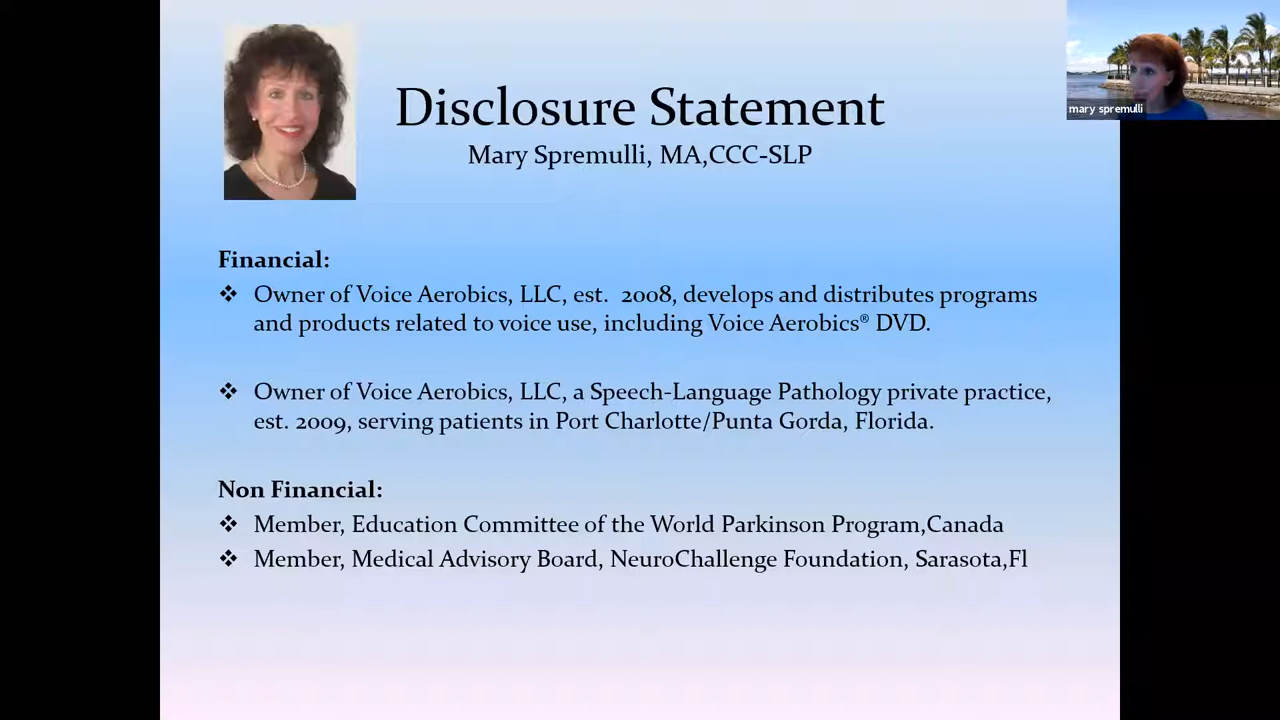 Disclosure Statement
Mary Spremulli, MA,CCC-SLP
mary spremulli
Financial:
❖ Owner of Voice Aerobics, LLC, est. 2008, develops and distributes programs
and products related to voice use, including Voice Aerobics® DVD.
❖ Owner of Voice Aerobics, LLC, a Speech-Language Pathology private practice,
est. 2009, serving patients in Port Charlotte/Punta Gorda, Florida.
Non Financial:
❖ Member, Education Committee of the World Parkinson Program,Canada
❖ Member, Medical Advisory Board, NeuroChallenge Foundation, Sarasota,Fl